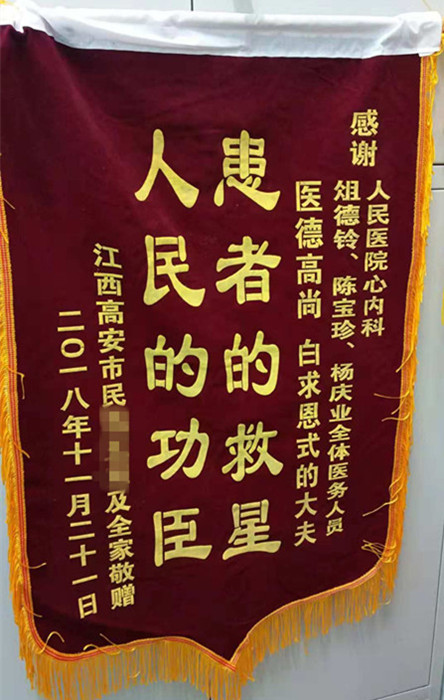 感谢
人民医院心内科
俎德铃、陈宝珍、杨庆业全体医务人员
医德高尚 白求恩式的大夫
患者的救星
人民的功臣
江西高安市民及全家敬赠
二〇一八年十一月二十一日